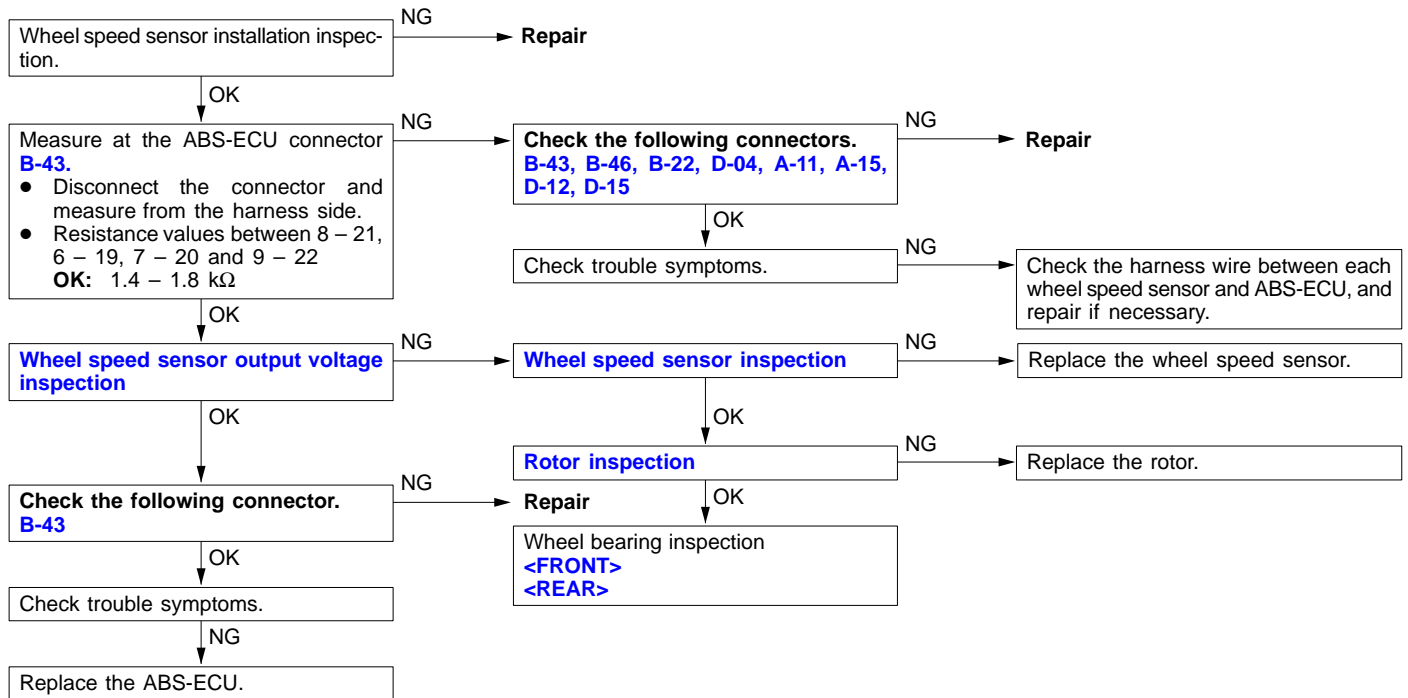 Wheel speed sensor installation inspec-
tion.
NG
Repair
OK
Measure at the ABS-ECU connector
B-43.
● Disconnect the connector and
measure from the harness side.
● Resistance values between 8 – 21,
6 – 19, 7 – 20 and 9 – 22
OK: 1.4 – 1.8 kΩ
NG
Check the following connectors.
B-43, B-46, B-22, D-04, A-11, A-15,
D-12, D-15
NG
Repair
OK
Check trouble symptoms.
NG
Check the harness wire between each
wheel speed sensor and ABS-ECU, and
repair if necessary.
OK
Wheel speed sensor output voltage
inspection
NG
Wheel speed sensor inspection
NG
Replace the wheel speed sensor.
OK
OK
Rotor inspection
NG
Replace the rotor.
OK
Wheel bearing inspection
<FRONT>
<REAR>
Check the following connector.
B-43
NG
Repair
OK
Check trouble symptoms.
NG
Replace the ABS-ECU.